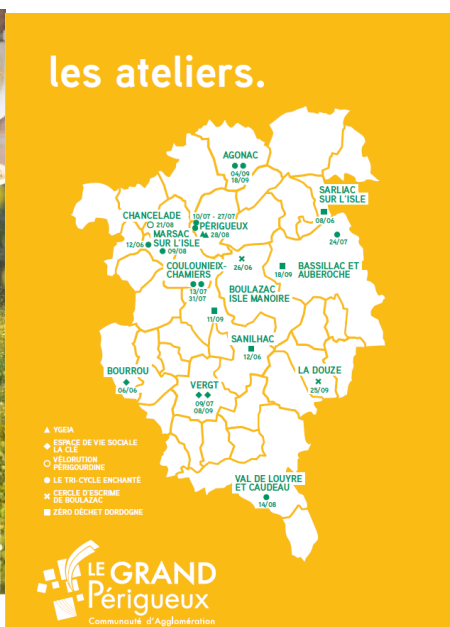 les ateliers.
AGONAC
04/09
18/09
SARLIAC
SUR L'ISLE
08/06
CHANCELADE
21/08
10/07 - 27/07
PÉRIGUEUX
28/08
24/07
MARSAC
SUR L'ISLE
12/06
09/08
COULOUNIEIX-
CHAMIERS
13/07
31/07
26/06
BOULAZAC
ISLE MANOIRE
18/09
BASSILLAC ET
AUBEROCHE
11/09
SANILHAC
12/06
BOURROU
06/06
VERGT
09/07
08/09
LA DOUZE
25/09
VAL DE LOUYRE
ET CAUDEAU
14/08
YGEIA
ESPACE DE VIE SOCIALE
LA CLÉ
VÉLORUTION
PÉRIGOURDINE
LE TRI-CYCLE ENCHANTÉ
CERCLE D'ESCRIME
DE BOULAZAC
ZÉRO DÉCHET DORDOGNE
LE GRAND
Périgueux
Communauté d'Agglomération